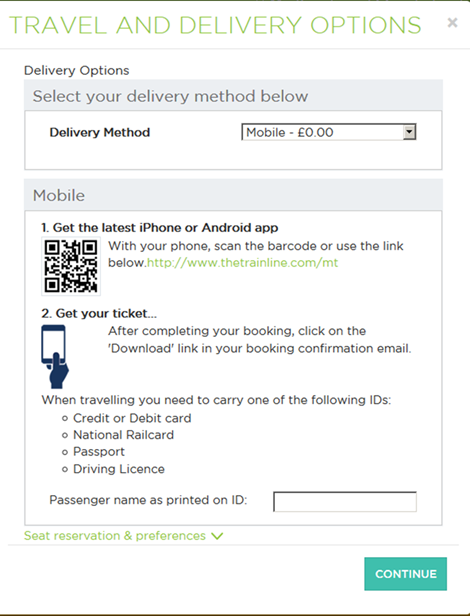 TRAVEL AND DELIVERY OPTIONS ×
Delivery Options
Select your delivery method below
Delivery Method Mobile - £0.00
Mobile
1. Get the latest iPhone or Android app
With your phone, scan the barcode or use the link
below.http://www.thetrainline.com/mt
2. Get your ticket...
After completing your booking, click on the
'Download' link in your booking confirmation email.
When travelling you need to carry one of the following IDs:
Credit or Debit card
National Railcard
Passport
Driving Licence
Passenger name as printed on ID:
Seat reservation & preferences
CONTINUE